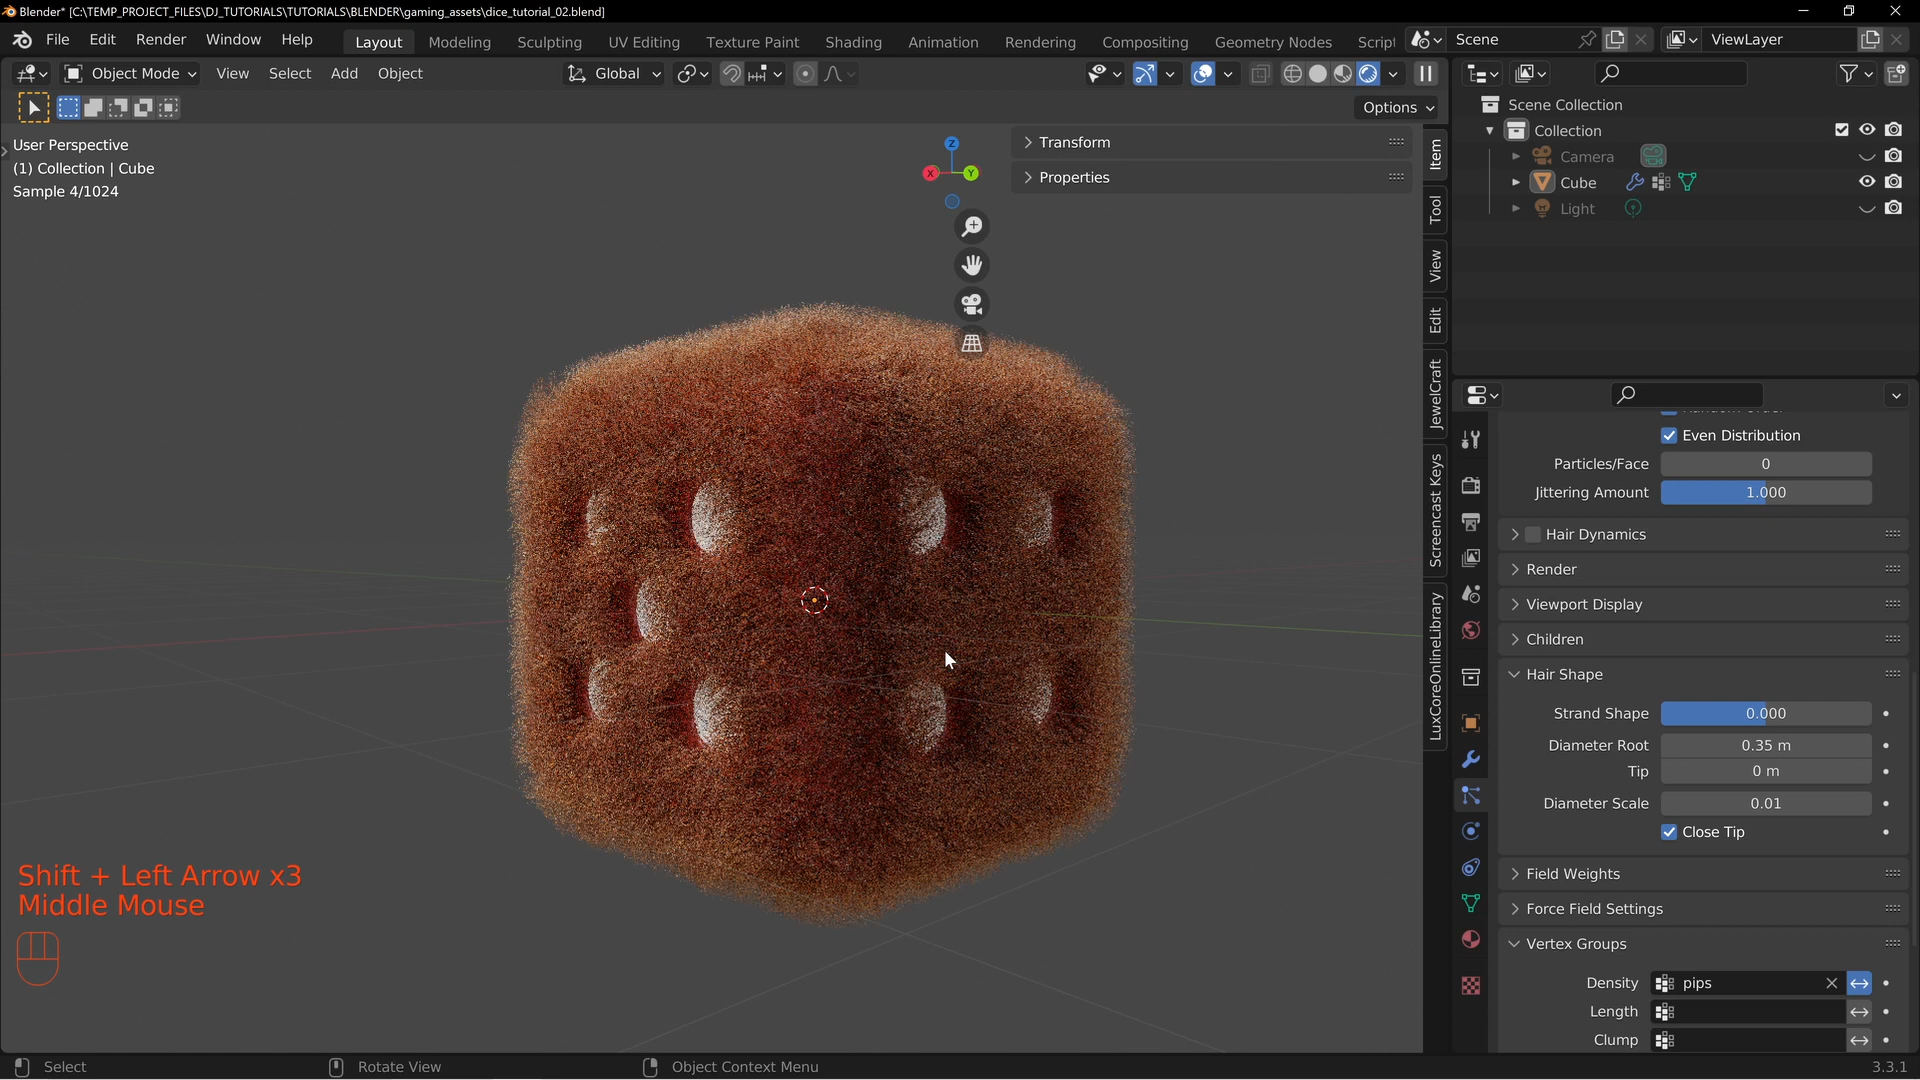 Blender* [C:\TEMP_PROJECT_FILES\DJ_TUTORIALS\TUTORIALS\BLENDER\gaming_assets\dice_tutorial_02.blend]
File Edit Render Window Help Layout Modeling Sculpting UV Editing Texture Paint Shading Animation Rendering Compositing Geometry Nodes Script Scene ViewLayer
Object Mode View Select Add Object Global
Options
User Perspective
(1) Collection | Cube
Sample 4/1024
Z
X
Y
Transform
Properties
Item
Tool
View
Edit
JewelCraft
Screencast Keys
LuxCoreOnlineLibrary
Scene Collection
Collection
Camera
Cube
Light
Even Distribution
Particles/Face 0
Jittering Amount 1.000
Hair Dynamics
Render
Viewport Display
Children
Hair Shape
Strand Shape 0.000
Diameter Root 0.35 m
Tip 0 m
Diameter Scale 0.01
Close Tip
Field Weights
Force Field Settings
Vertex Groups
Density pips
Length
Clump
Shift + Left Arrow x3
Middle Mouse
Select Rotate View Object Context Menu 3.3.1